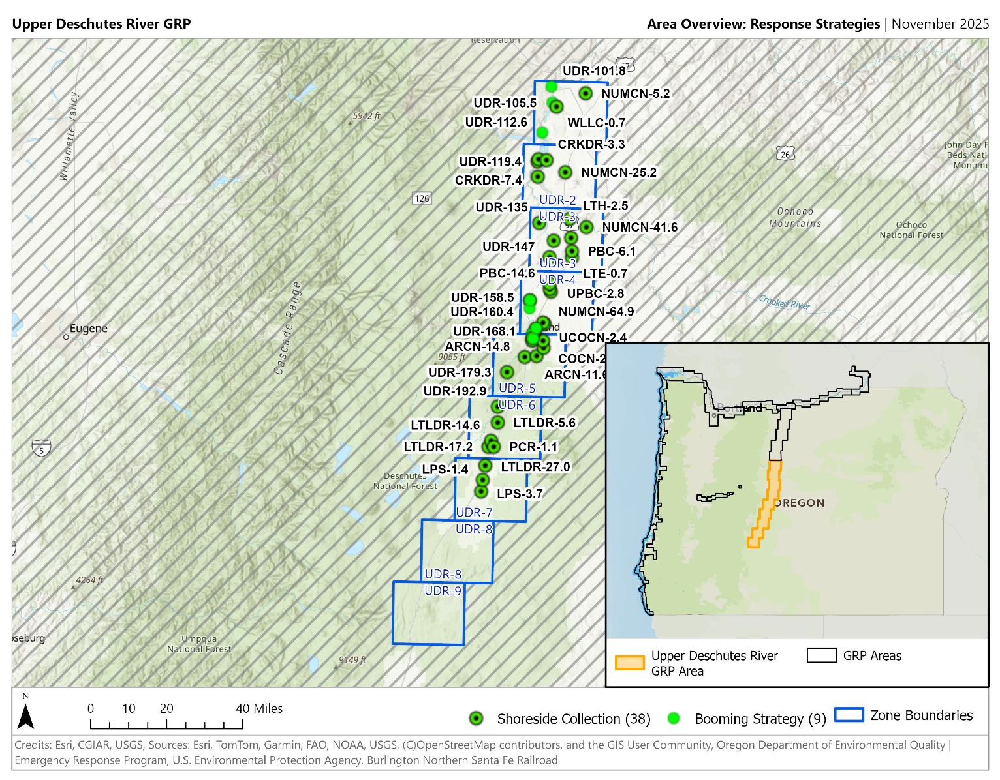 Upper Deschutes River GRP
Area Overview: Response Strategies | November 2025
Reservation
UDR-101.8
NUMCN-5.2
UDR-105.5
5942 ft
UDR-112.6
WLLC-0.7
Willamette Valley
CRKDR-3.3
26
John Day F
Beds Nati
Monume
UDR-119.4
NUMCN-25.2
CRKDR-7.4
126
UDR-2
LTH-2.5
UDR-135
UDR-3
97
Ochoco
Mountains
NUMCN-41.6
Ochoco
National Forest
UDR-147
PBC-6.1
UDR-3
PBC-14.6
LTE-0.7
UDR-4
UPBC-2.8
UDR-158.5
Crooked River
UDR-160.4
NUMCN-64.9
Cascade Range
Eugene
nd
UDR-168.1
UCOCN-2.4
ARCN-14.8
9055 ft
COCN-2
UDR-179.3
ARCN-11.6
UDR-5
UDR-192.9
UDR-6
LTLDR-14.6
LTLDR-5.6
5
LTLDR-17.2
PCR-1.1
LPS-1.4
LTLDR-27.0
Deschutes
National Forest
LPS-3.7
UDR-7
UDR-8
UDR-8
4264 ft
UDR-9
oseburg
Umpqua
National Forest
9149 ft
Portland
OREGON
Upper Deschutes River
GRP Area
GRP Areas
N
0 10 20 40 Miles
Shoreside Collection (38)
Booming Strategy (9)
Zone Boundaries
Credits: Esri, CGIAR, USGS, Sources: Esri, TomTom, Garmin, FAO, NOAA, USGS, (C)OpenStreetMap contributors, and the GIS User Community, Oregon Department of Environmental Quality |
Emergency Response Program, U.S. Environmental Protection Agency, Burlington Northern Santa Fe Railroad